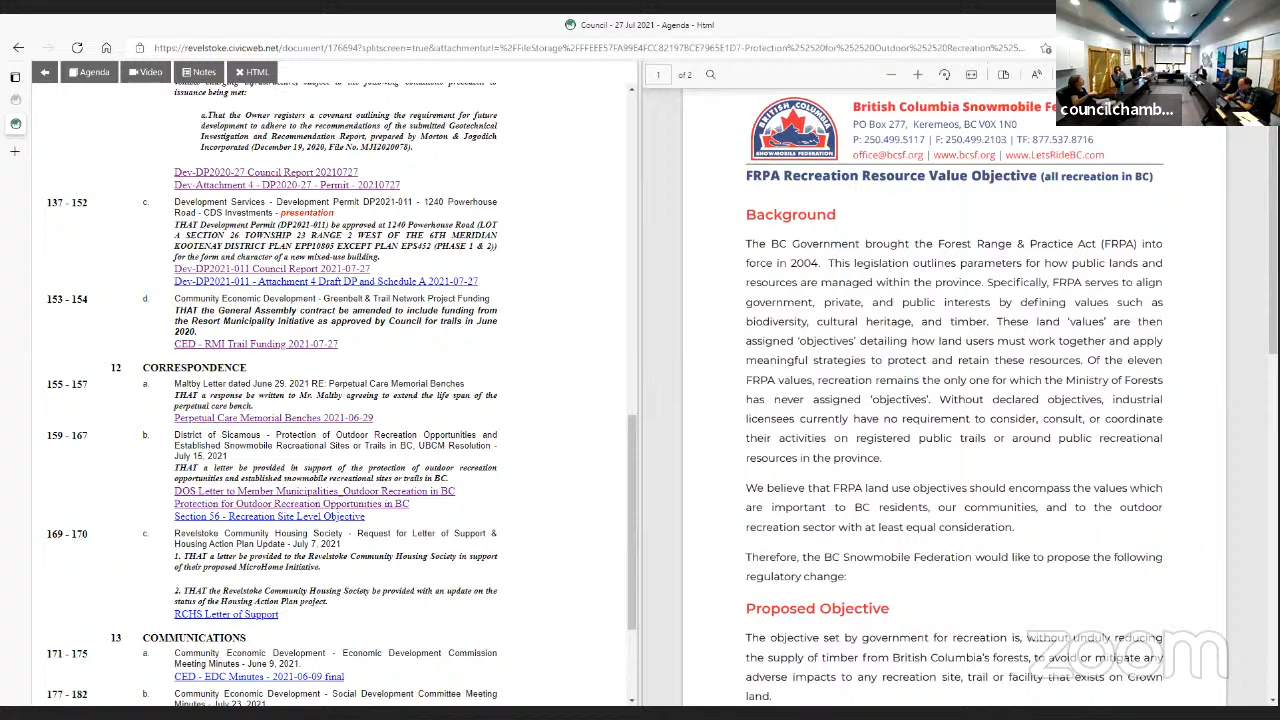 Council - 27 Jul 2021 - Agenda - Html
https://revelstoke.civicweb.net/document/176694?splitscreen=true&attachmenturl=%2FFileStorage%2FFEEEE57FA99E4FCC82197BCE7965E1D7-Protection%252520for%252520Outdoor%252520Recreation%2525...
Agenda Video Notes HTML
1 of 2
issuance being met:
a.That the Owner registers a covenant outlining the requirement for future
development to adhere to the recommendations of the submitted Geotechnical
Investigation and Recommendation Report, prepared by Morton & Jogodich
Incorporated (December 19, 2020, File No. MJI2020078).
Dev-DP2020-27 Council Report 20210727
Dev-Attachment 4 - DP2020-27 - Permit - 20210727
137 - 152 c. Development Services - Development Permit DP2021-011 - 1240 Powerhouse
Road - CDS Investments - presentation
THAT Development Permit (DP2021-011) be approved at 1240 Powerhouse Road (LOT
A SECTION 26 TOWNSHIP 23 RANGE 2 WEST OF THE 6TH MERIDIAN
KOOTENAY DISTRICT PLAN EPP10805 EXCEPT PLAN EPS452 (PHASE 1 & 2))
for the form and character of a new mixed-use building.
Dev-DP2021-011 Council Report 2021-07-27
Dev-DP2021-011 - Attachment 4 Draft DP and Schedule A 2021-07-27
153 - 154 d. Community Economic Development - Greenbelt & Trail Network Project Funding
THAT the General Assembly contract be amended to include funding from
the Resort Municipality Initiative as approved by Council for trails in June
2020.
CED - RMI Trail Funding 2021-07-27
12 CORRESPONDENCE
155 - 157 a. Maltby Letter dated June 29, 2021 RE: Perpetual Care Memorial Benches
THAT a response be written to Mr. Maltby agreeing to extend the life span of the
perpetual care bench.
Perpetual Care Memorial Benches 2021-06-29
159 - 167 b. District of Sicamous - Protection of Outdoor Recreation Opportunities and
Established Snowmobile Recreational Sites or Trails in BC, UBCM Resolution -
July 15, 2021
THAT a letter be provided in support of the protection of outdoor recreation
opportunities and established snowmobile recreational sites or trails in BC.
DOS Letter to Member Municipalities_Outdoor Recreation in BC
Protection for Outdoor Recreation Opportunities in BC
Section 56 - Recreation Site Level Objective
169 - 170 c. Revelstoke Community Housing Society - Request for Letter of Support &
Housing Action Plan Update - July 7, 2021
1. THAT a letter be provided to the Revelstoke Community Housing Society in support
of their proposed MicroHome Initiative.
2. THAT the Revelstoke Community Housing Society be provided with an update on the
status of the Housing Action Plan project.
RCHS Letter of Support
13 COMMUNICATIONS
171 - 175 a. Community Economic Development - Economic Development Commission
Meeting Minutes - June 9, 2021.
CED - EDC Minutes - 2021-06-09 final
177 - 182 b. Community Economic Development - Social Development Committee Meeting
Minutes - July 23, 2021
BRITISH COLUMBIA
SNOWMOBILE FEDERATION
British Columbia Snowmobile Fe
PO Box 277, Keremeos, BC V0X 1N0
P: 250.499.5117 | F: 250.499.2103 | TF: 877.537.8716
office@bcsf.org | www.bcsf.org | www.LetsRideBC.com
FRPA Recreation Resource Value Objective (all recreation in BC)
Background
The BC Government brought the Forest Range & Practice Act (FRPA) into
force in 2004. This legislation outlines parameters for how public lands and
resources are managed within the province. Specifically, FRPA serves to align
government, private, and public interests by defining values such as
biodiversity, cultural heritage, and timber. These land ‘values’ are then
assigned ‘objectives’ detailing how land users must work together and apply
meaningful strategies to protect and retain these resources. Of the eleven
FRPA values, recreation remains the only one for which the Ministry of Forests
has never assigned ‘objectives’. Without declared objectives, industrial
licensees currently have no requirement to consider, consult, or coordinate
their activities on registered public trails or around public recreational
resources in the province.
We believe that FRPA land use objectives should encompass the values which
are important to BC residents, our communities, and to the outdoor
recreation sector with at least equal consideration.
Therefore, the BC Snowmobile Federation would like to propose the following
regulatory change:
Proposed Objective
The objective set by government for recreation is, without unduly reducing
the supply of timber from British Columbia’s forests, to avoid or mitigate any
adverse impacts to any recreation site, trail or facility that exists on Crown
land.
councilchamb...
zoom